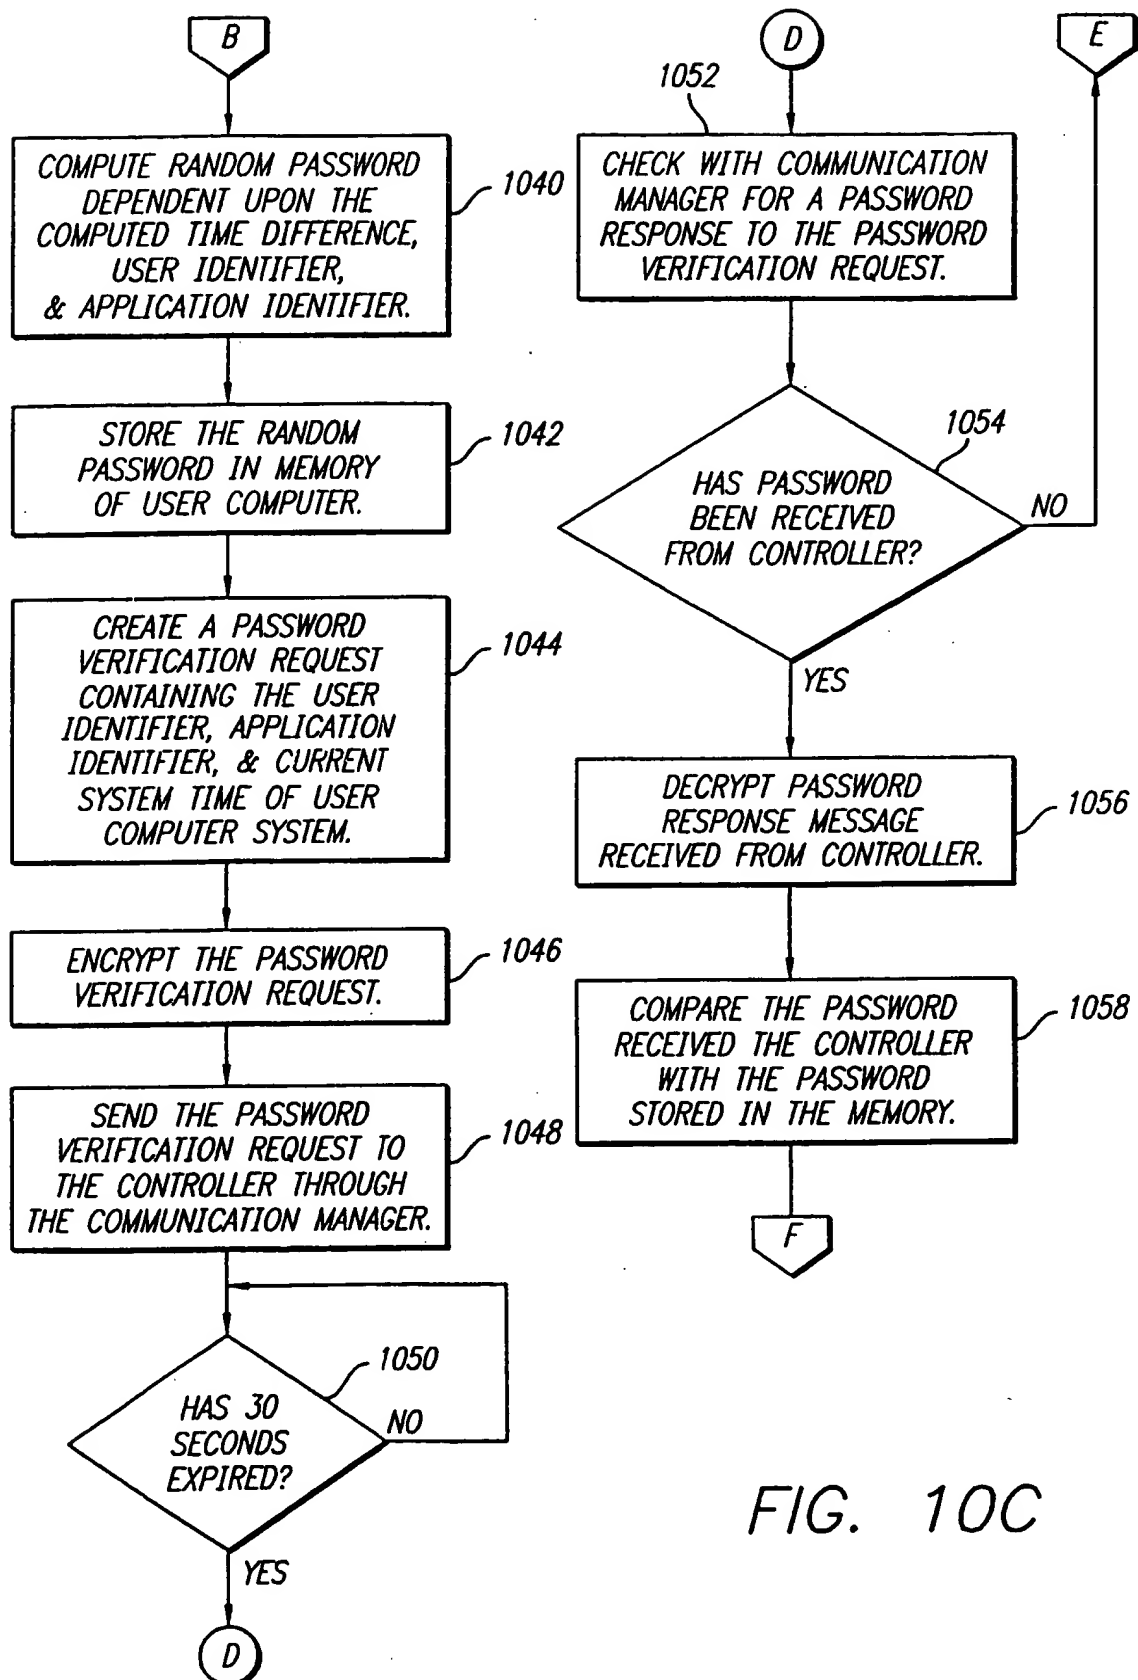 B
COMPUTE RANDOM PASSWORD
DEPENDENT UPON THE
COMPUTED TIME DIFFERENCE,
USER IDENTIFIER,
& APPLICATION IDENTIFIER.
1040
STORE THE RANDOM
PASSWORD IN MEMORY
OF USER COMPUTER.
1042
CREATE A PASSWORD
VERIFICATION REQUEST
CONTAINING THE USER
IDENTIFIER, APPLICATION
IDENTIFIER, & CURRENT
SYSTEM TIME OF USER
COMPUTER SYSTEM.
1044
ENCRYPT THE PASSWORD
VERIFICATION REQUEST.
1046
SEND THE PASSWORD
VERIFICATION REQUEST TO
THE CONTROLLER THROUGH
THE COMMUNICATION MANAGER.
1048
HAS 30
SECONDS
EXPIRED?
1050
NO
YES
D
D
1052
CHECK WITH COMMUNICATION
MANAGER FOR A PASSWORD
RESPONSE TO THE PASSWORD
VERIFICATION REQUEST.
HAS PASSWORD
BEEN RECEIVED
FROM CONTROLLER?
1054
NO
E
YES
DECRYPT PASSWORD
RESPONSE MESSAGE
RECEIVED FROM CONTROLLER.
1056
COMPARE THE PASSWORD
RECEIVED THE CONTROLLER
WITH THE PASSWORD
STORED IN THE MEMORY.
1058
F
FIG. 10C